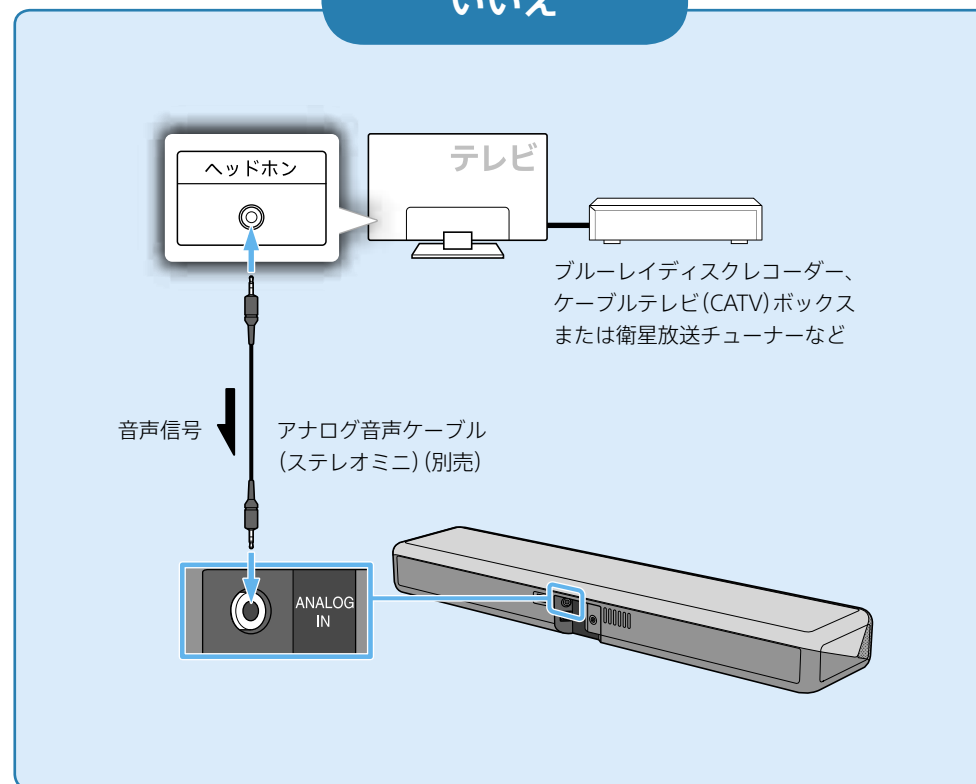 いいえ
ヘッドホン
テレビ
ブルーレイディスクレコーダー、
ケーブルテレビ(CATV)ボックス
または衛星放送チューナーなど
音声信号
アナログ音声ケーブル
(ステレオミニ)(別売)
ANALOG
IN